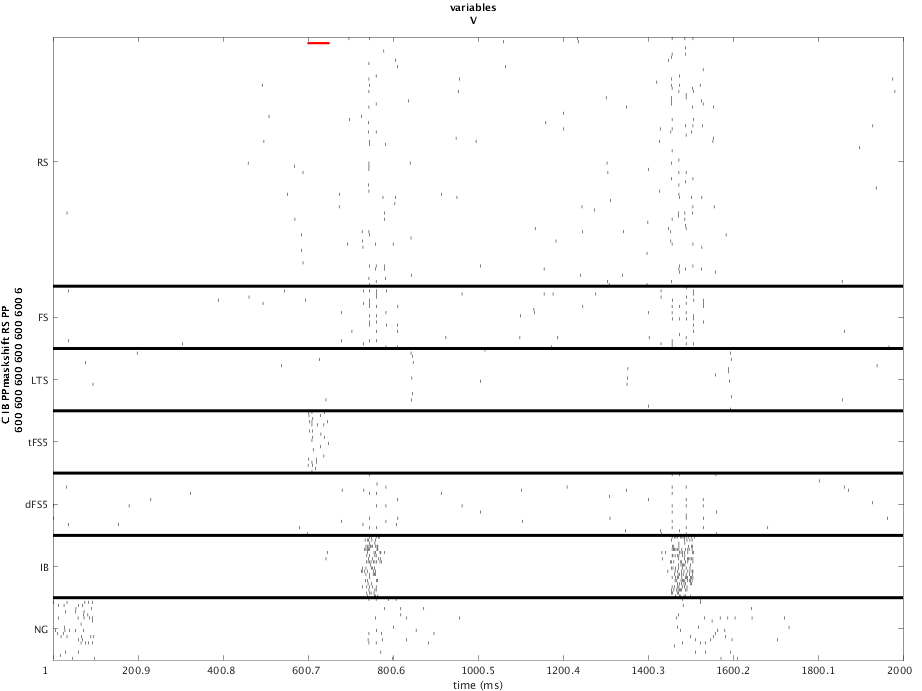 variables
V
C IB PPmaskshift RS PP
600 600 600 600 600 600 600 6
RS
FS
LTS
tFS5
dFS5
IB
NG
1 200.9 400.8 600.7 800.6 1000.5 1200.4 1400.3 1600.2 1800.1 2000
time (ms)